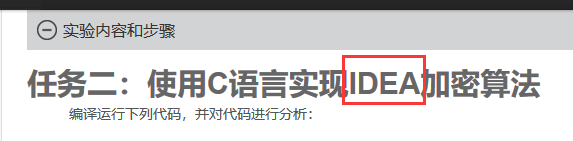 实验内容和步骤
任务二：使用C语言实现IDEA加密算法
编译运行下列代码，并对代码进行分析：